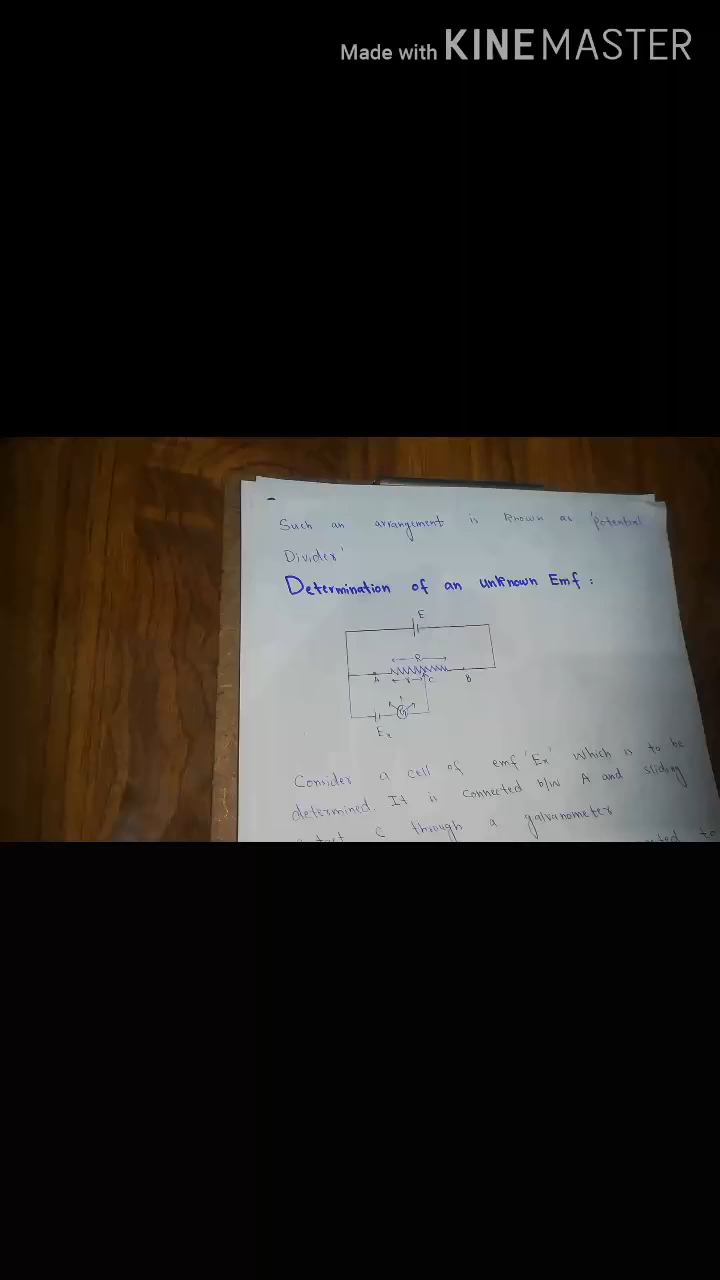 Made with KINEMASTER
Such an arrangement is known as 'Potential
Divider'
Determination of an unknown Emf :
E
R
A r C B
G
Ex
Consider a cell of emf 'Ex' which is to be
determined. It is connected b/w A and sliding
C through a galvanometer